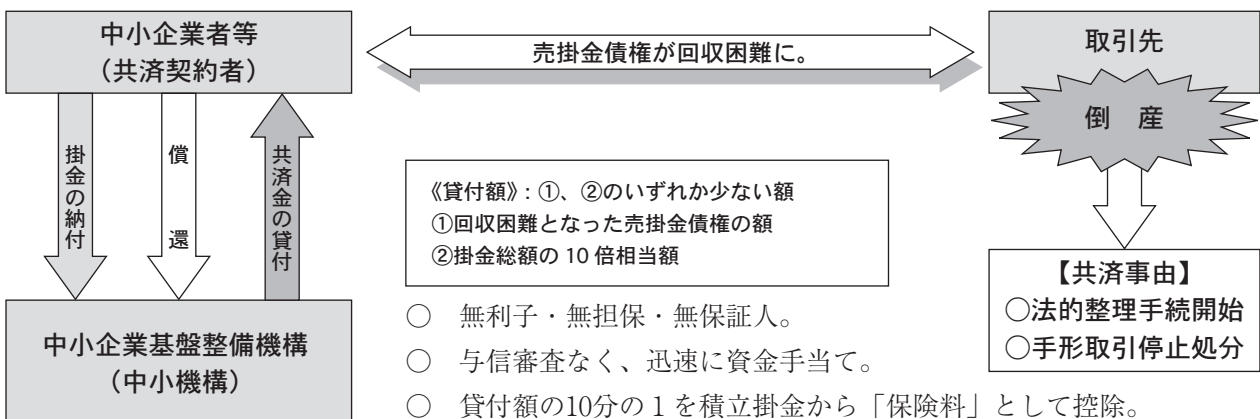 中小企業者等
(共済契約者)
売掛金債権が回収困難に。
取引先
倒 産
掛金の納付
償 還
共済金の貸付
《貸付額》：①、②のいずれか少ない額
①回収困難となった売掛金債権の額
②掛金総額の 10 倍相当額
【共済事由】
○法的整理手続開始
○手形取引停止処分
中小企業基盤整備機構
(中小機構)
○ 無利子・無担保・無保証人。
○ 与信審査なく、迅速に資金手当て。
○ 貸付額の10分の１を積立掛金から「保険料」として控除。